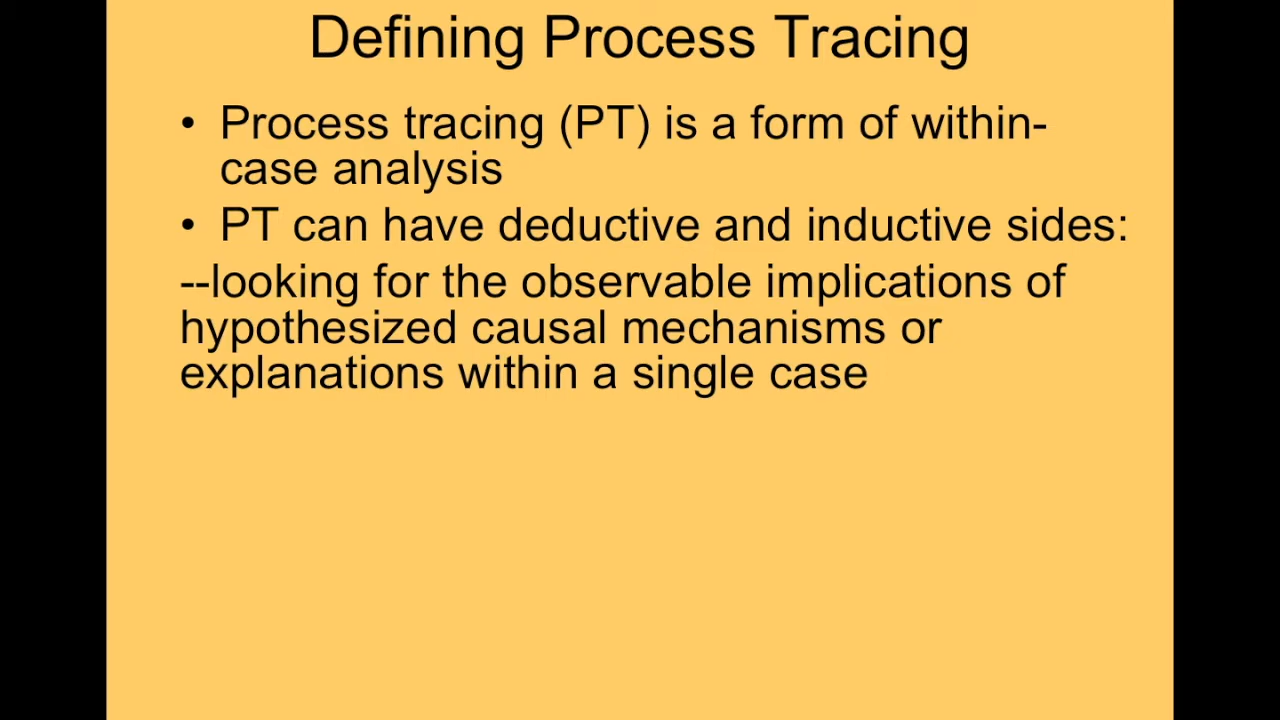 Defining Process Tracing
• Process tracing (PT) is a form of within-
case analysis
• PT can have deductive and inductive sides:
--looking for the observable implications of
hypothesized causal mechanisms or
explanations within a single case